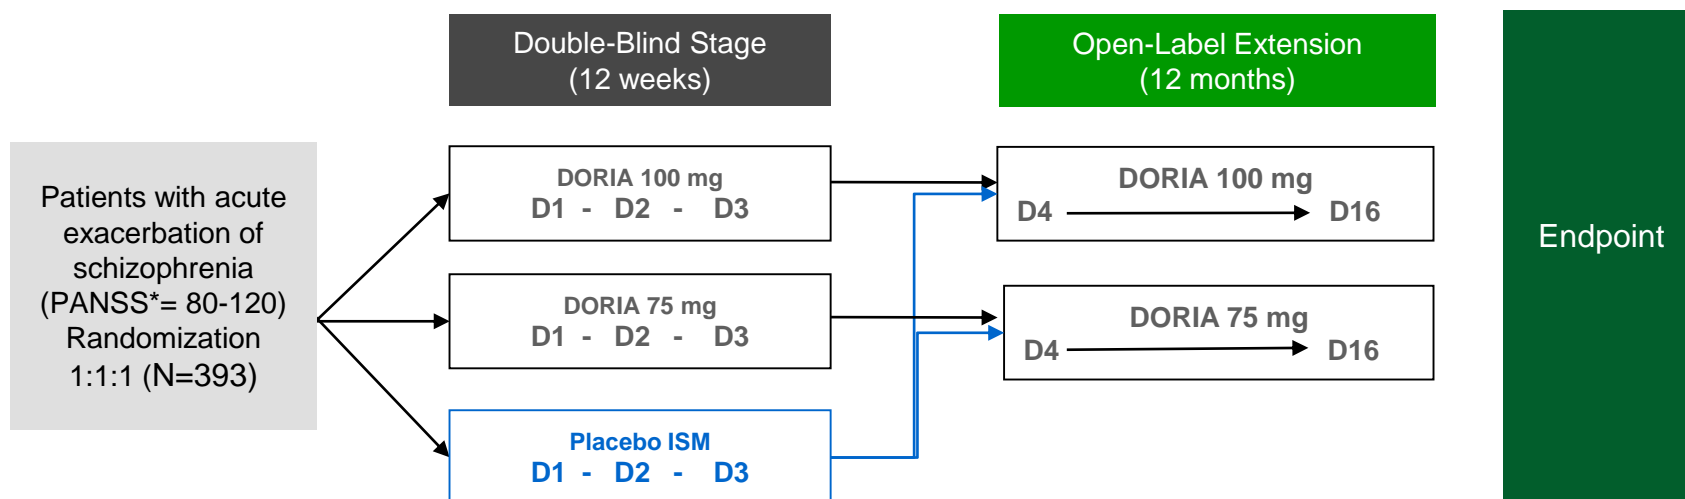 Double-Blind Stage
(12 weeks)
Open-Label Extension
(12 months)
Patients with acute
exacerbation of
schizophrenia
(PANSS*= 80-120)
Randomization
1:1:1 (N=393)
DORIA 100 mg
D1 - D2 - D3
DORIA 75 mg
D1 - D2 - D3
Placebo ISM
D1 - D2 - D3
DORIA 100 mg
D4 D16
DORIA 75 mg
D4 D16
Endpoint